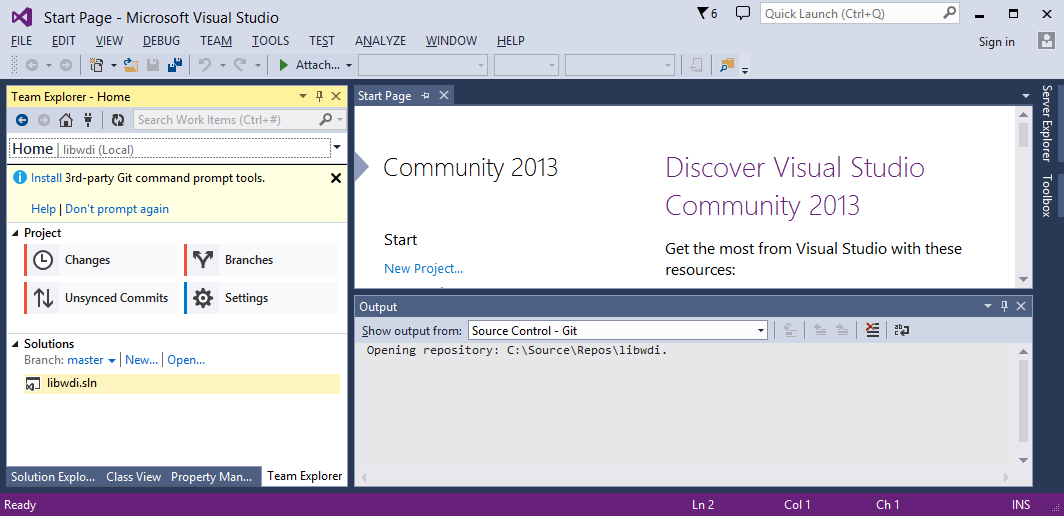 Start Page - Microsoft Visual Studio
6
Quick Launch (Ctrl+Q)
FILE EDIT VIEW DEBUG TEAM TOOLS TEST ANALYZE WINDOW HELP
Sign in
Attach...
Team Explorer - Home
Search Work Items (Ctrl+#)
Home | libwdi (Local)
Install 3rd-party Git command prompt tools.
Help | Don't prompt again
Project
Changes
Branches
Unsynced Commits
Settings
Solutions
Branch: master | New... | Open...
libwdi.sln
Solution Explo... Class View Property Man... Team Explorer
Start Page
Community 2013
Start
New Project...
Discover Visual Studio
Community 2013
Get the most from Visual Studio with these
resources:
Output
Show output from: Source Control - Git
Opening repository: C:\Source\Repos\libwdi.
Server Explorer
Toolbox
Ready
Ln 2
Col 1
Ch 1
INS